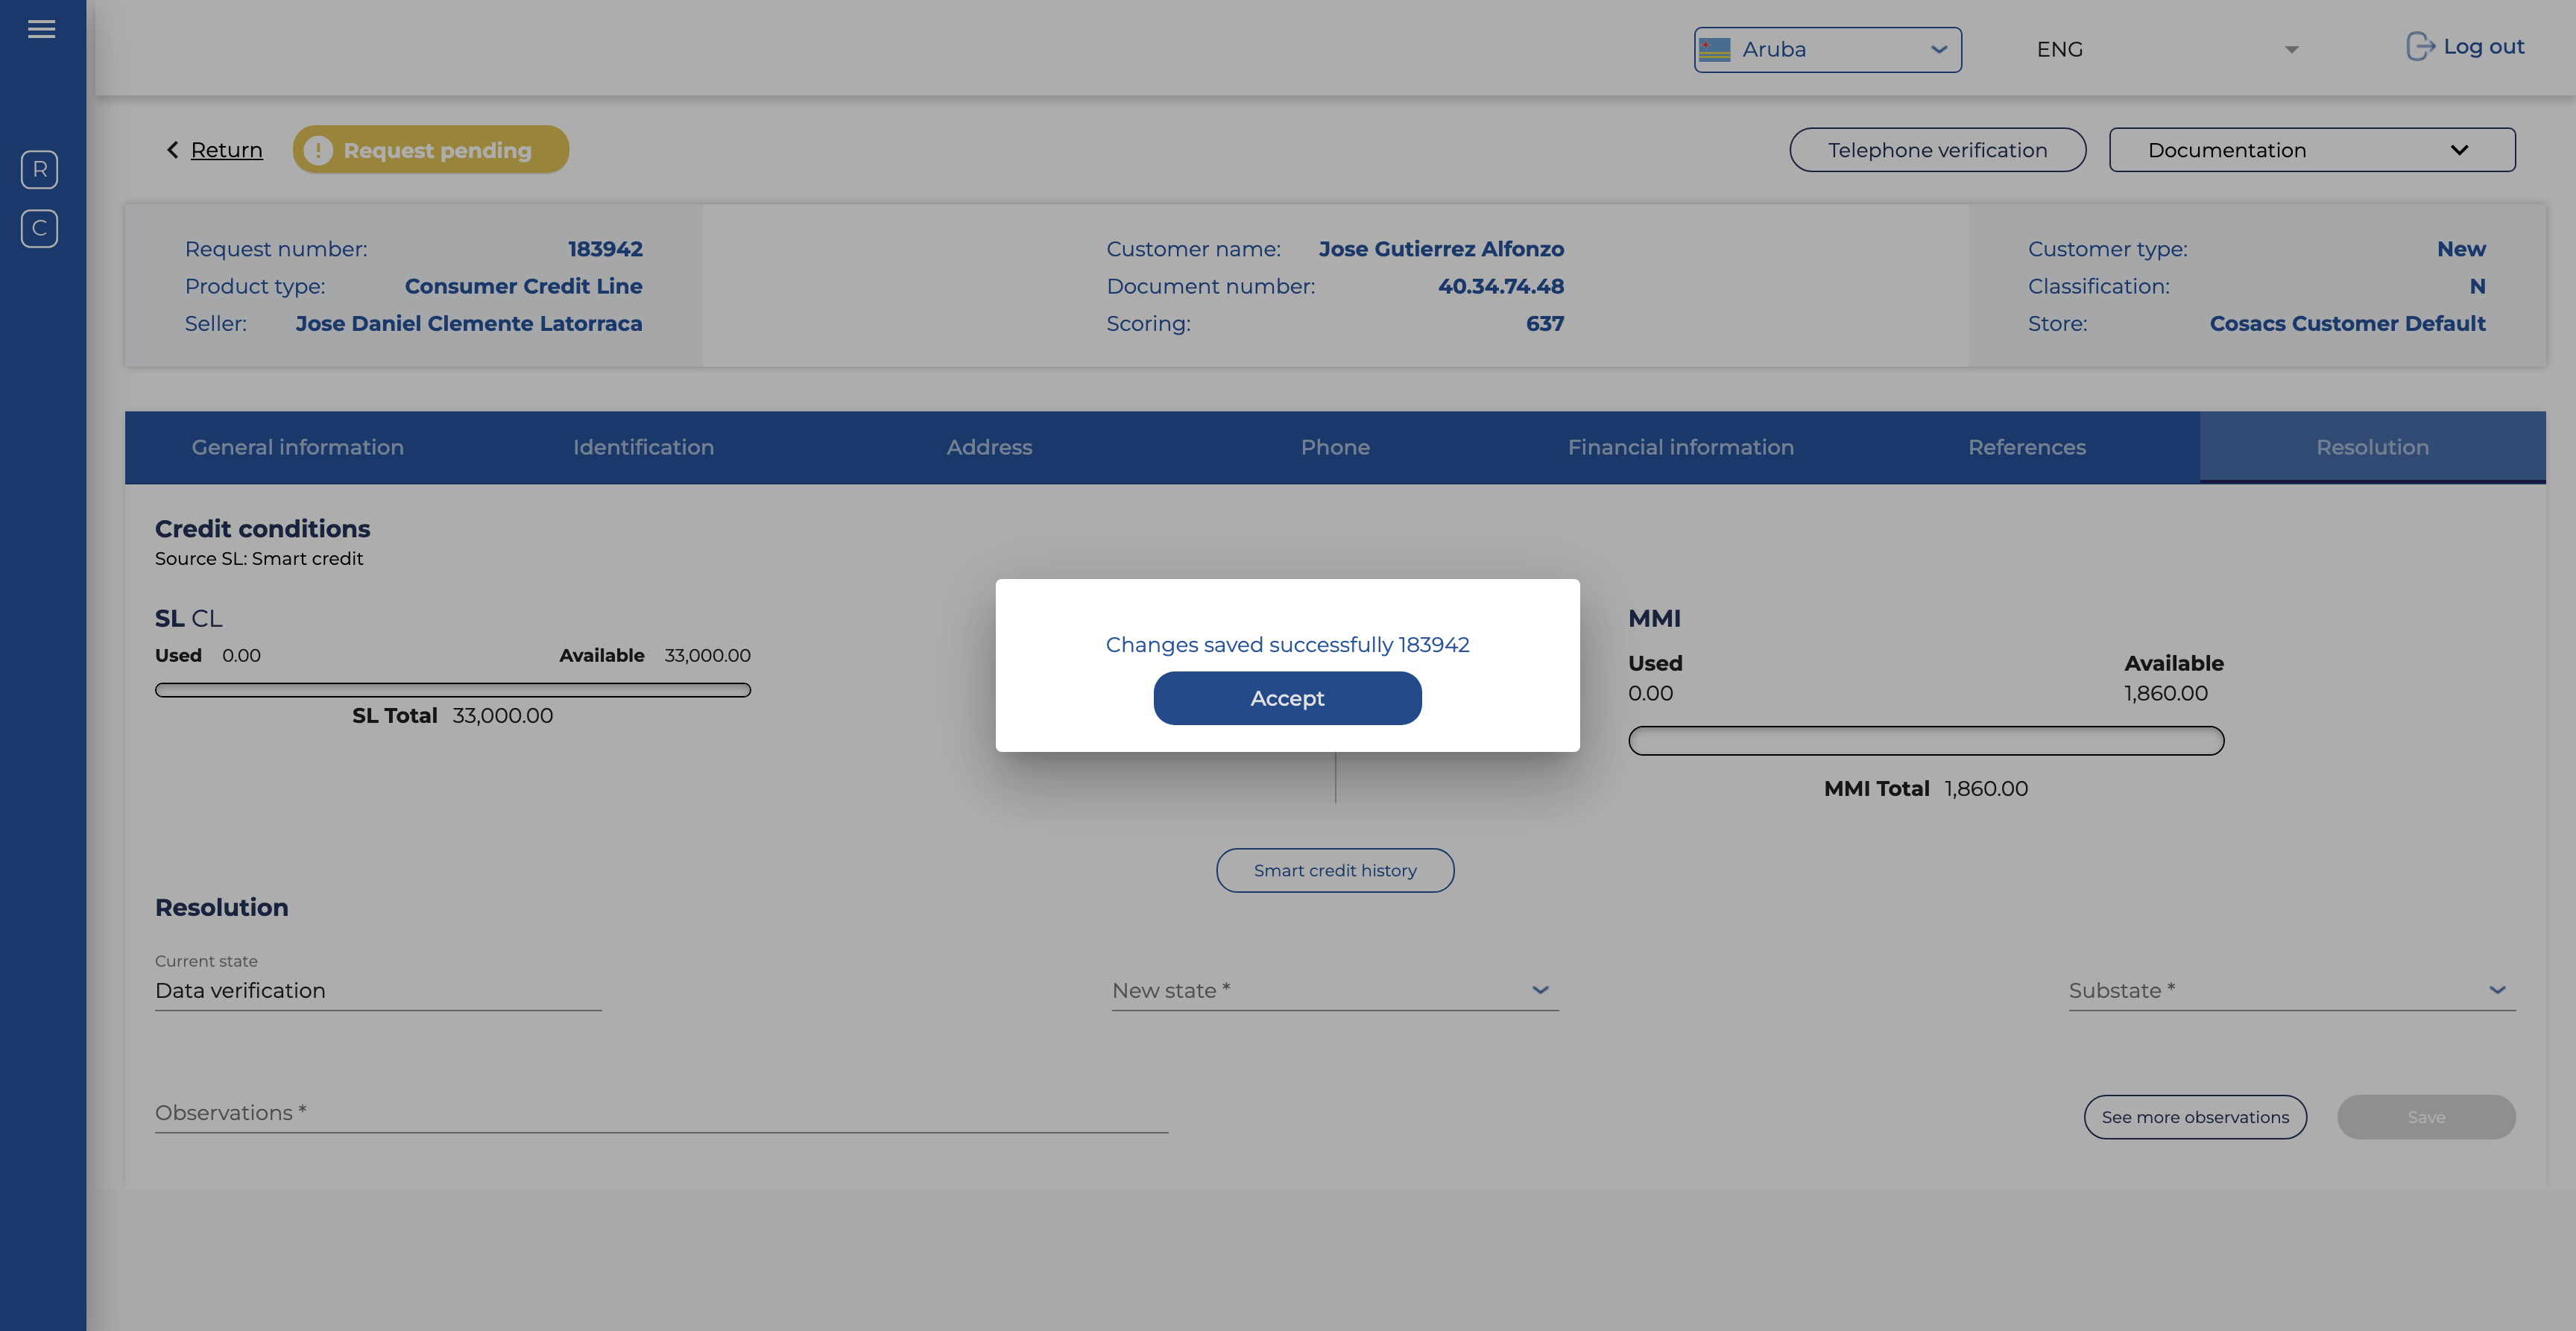 Aruba
ENG
Log out
R
C
Return
Request pending
Telephone verification
Documentation
Request number: 183942
Product type: Consumer Credit Line
Seller: Jose Daniel Clemente Latorraca
Customer name: Jose Gutierrez Alfonzo
Document number: 40.34.74.48
Scoring: 637
Customer type: New
Classification: N
Store: Cosacs Customer Default
General information
Identification
Address
Phone
Financial information
References
Resolution
Credit conditions
Source SL: Smart credit
SL CL
Used 0.00 Available 33,000.00
SL Total 33,000.00
Changes saved successfully 183942
Accept
MMI
Used Available
0.00 1,860.00
MMI Total 1,860.00
Smart credit history
Resolution
Current state
Data verification
New state *
Substate *
Observations *
See more observations
Save